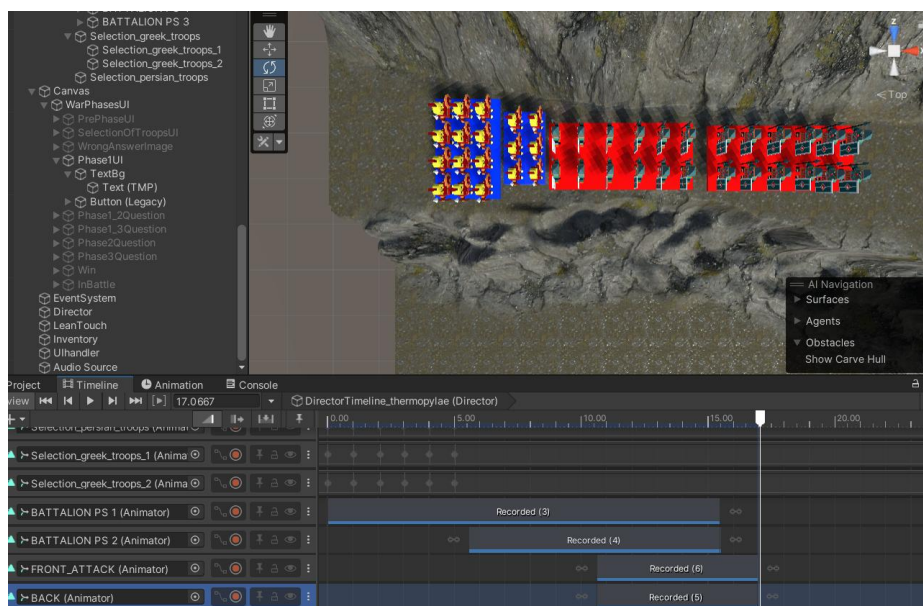 BATTALION PS 3
Selection_greek_troops
Selection_greek_troops_1
Selection_greek_troops_2
Selection_persian_troops
Canvas
WarPhasesUI
PrePhaseUI
SelectionOfTroopsUI
WrongAnswerImage
Phase1UI
TextBg
Text (TMP)
Button (Legacy)
Phase1_2Question
Phase1_3Question
Phase2Question
Phase3Question
Win
InBattle
EventSystem
Director
LeanTouch
Inventory
UIhandler
Audio Source
z
x
<Top
AI Navigation
Surfaces
Agents
Obstacles
Show Carve Hull
Project Timeline Animation Console
view 17.0667 DirectorTimeline_thermopylae (Director)
0.00 5.00 10.00 15.00 20.00
Selection_persian_troops (Animat
Selection_greek_troops_1 (Anima
Selection_greek_troops_2 (Anima
BATTALION PS 1 (Animator) Recorded (3)
BATTALION PS 2 (Animator) Recorded (4)
FRONT_ATTACK (Animator) Recorded (6)
BACK (Animator) Recorded (5)